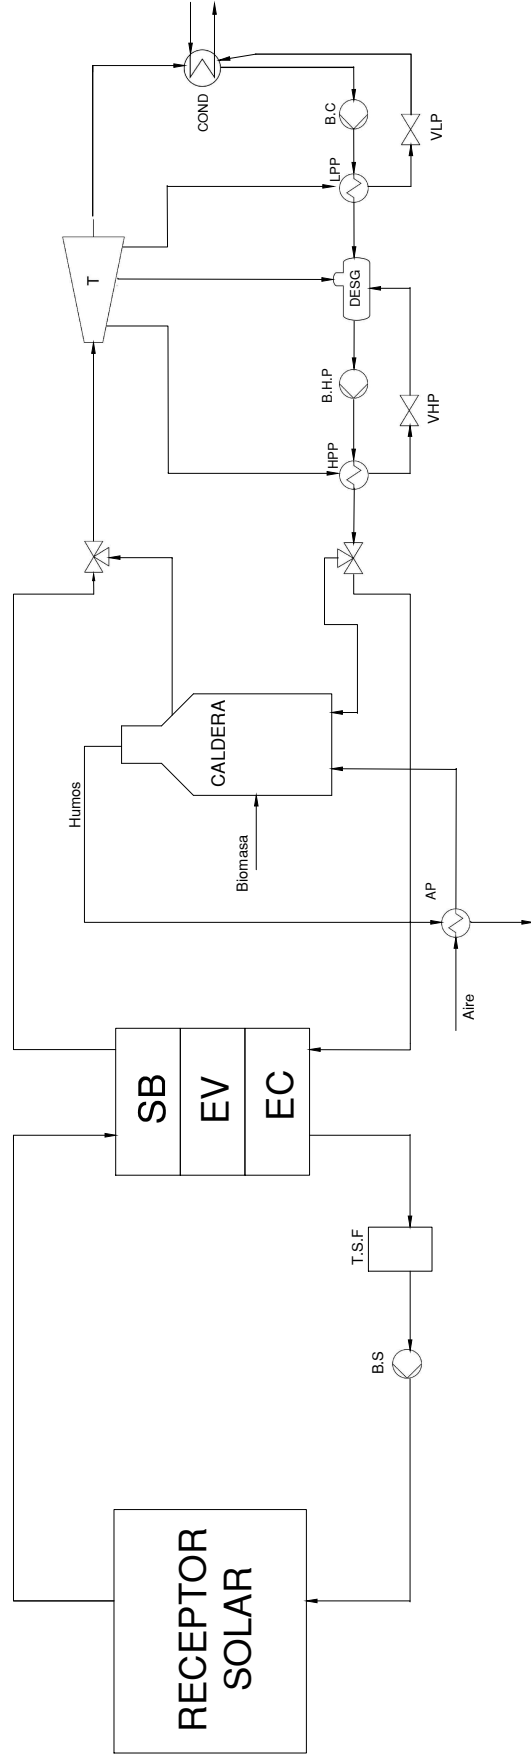 RECEPTOR
SOLAR
B.S
T.S.F
SB
EV
EC
Aire
AP
Humos
Biomasa
CALDERA
HPP
VHP
B.H.P
T
DESG
LPP
VLP
B.C
COND